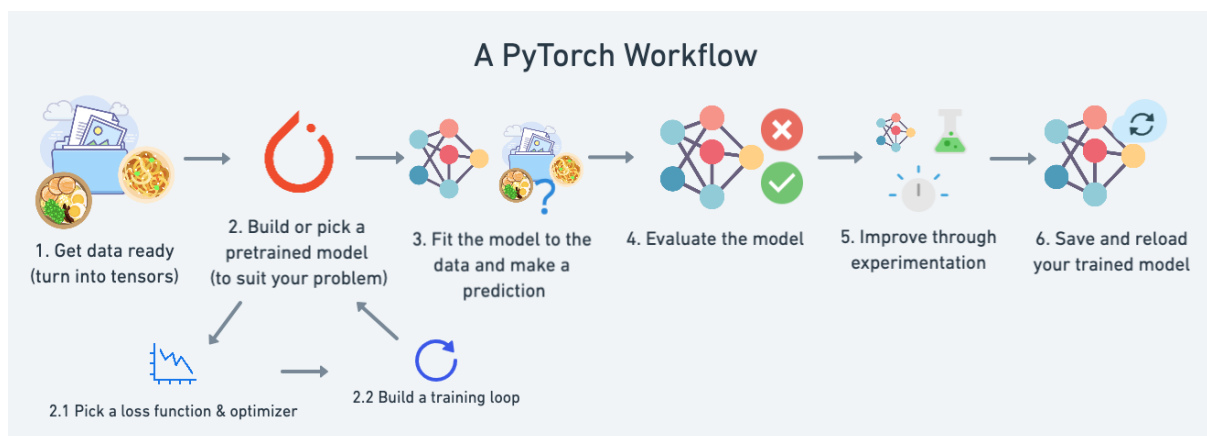 A PyTorch Workflow
1. Get data ready
(turn into tensors)
2. Build or pick a
pretrained model
(to suit your problem)
3. Fit the model to the
data and make a
prediction
4. Evaluate the model
5. Improve through
experimentation
6. Save and reload
your trained model
2.1 Pick a loss function & optimizer
2.2 Build a training loop